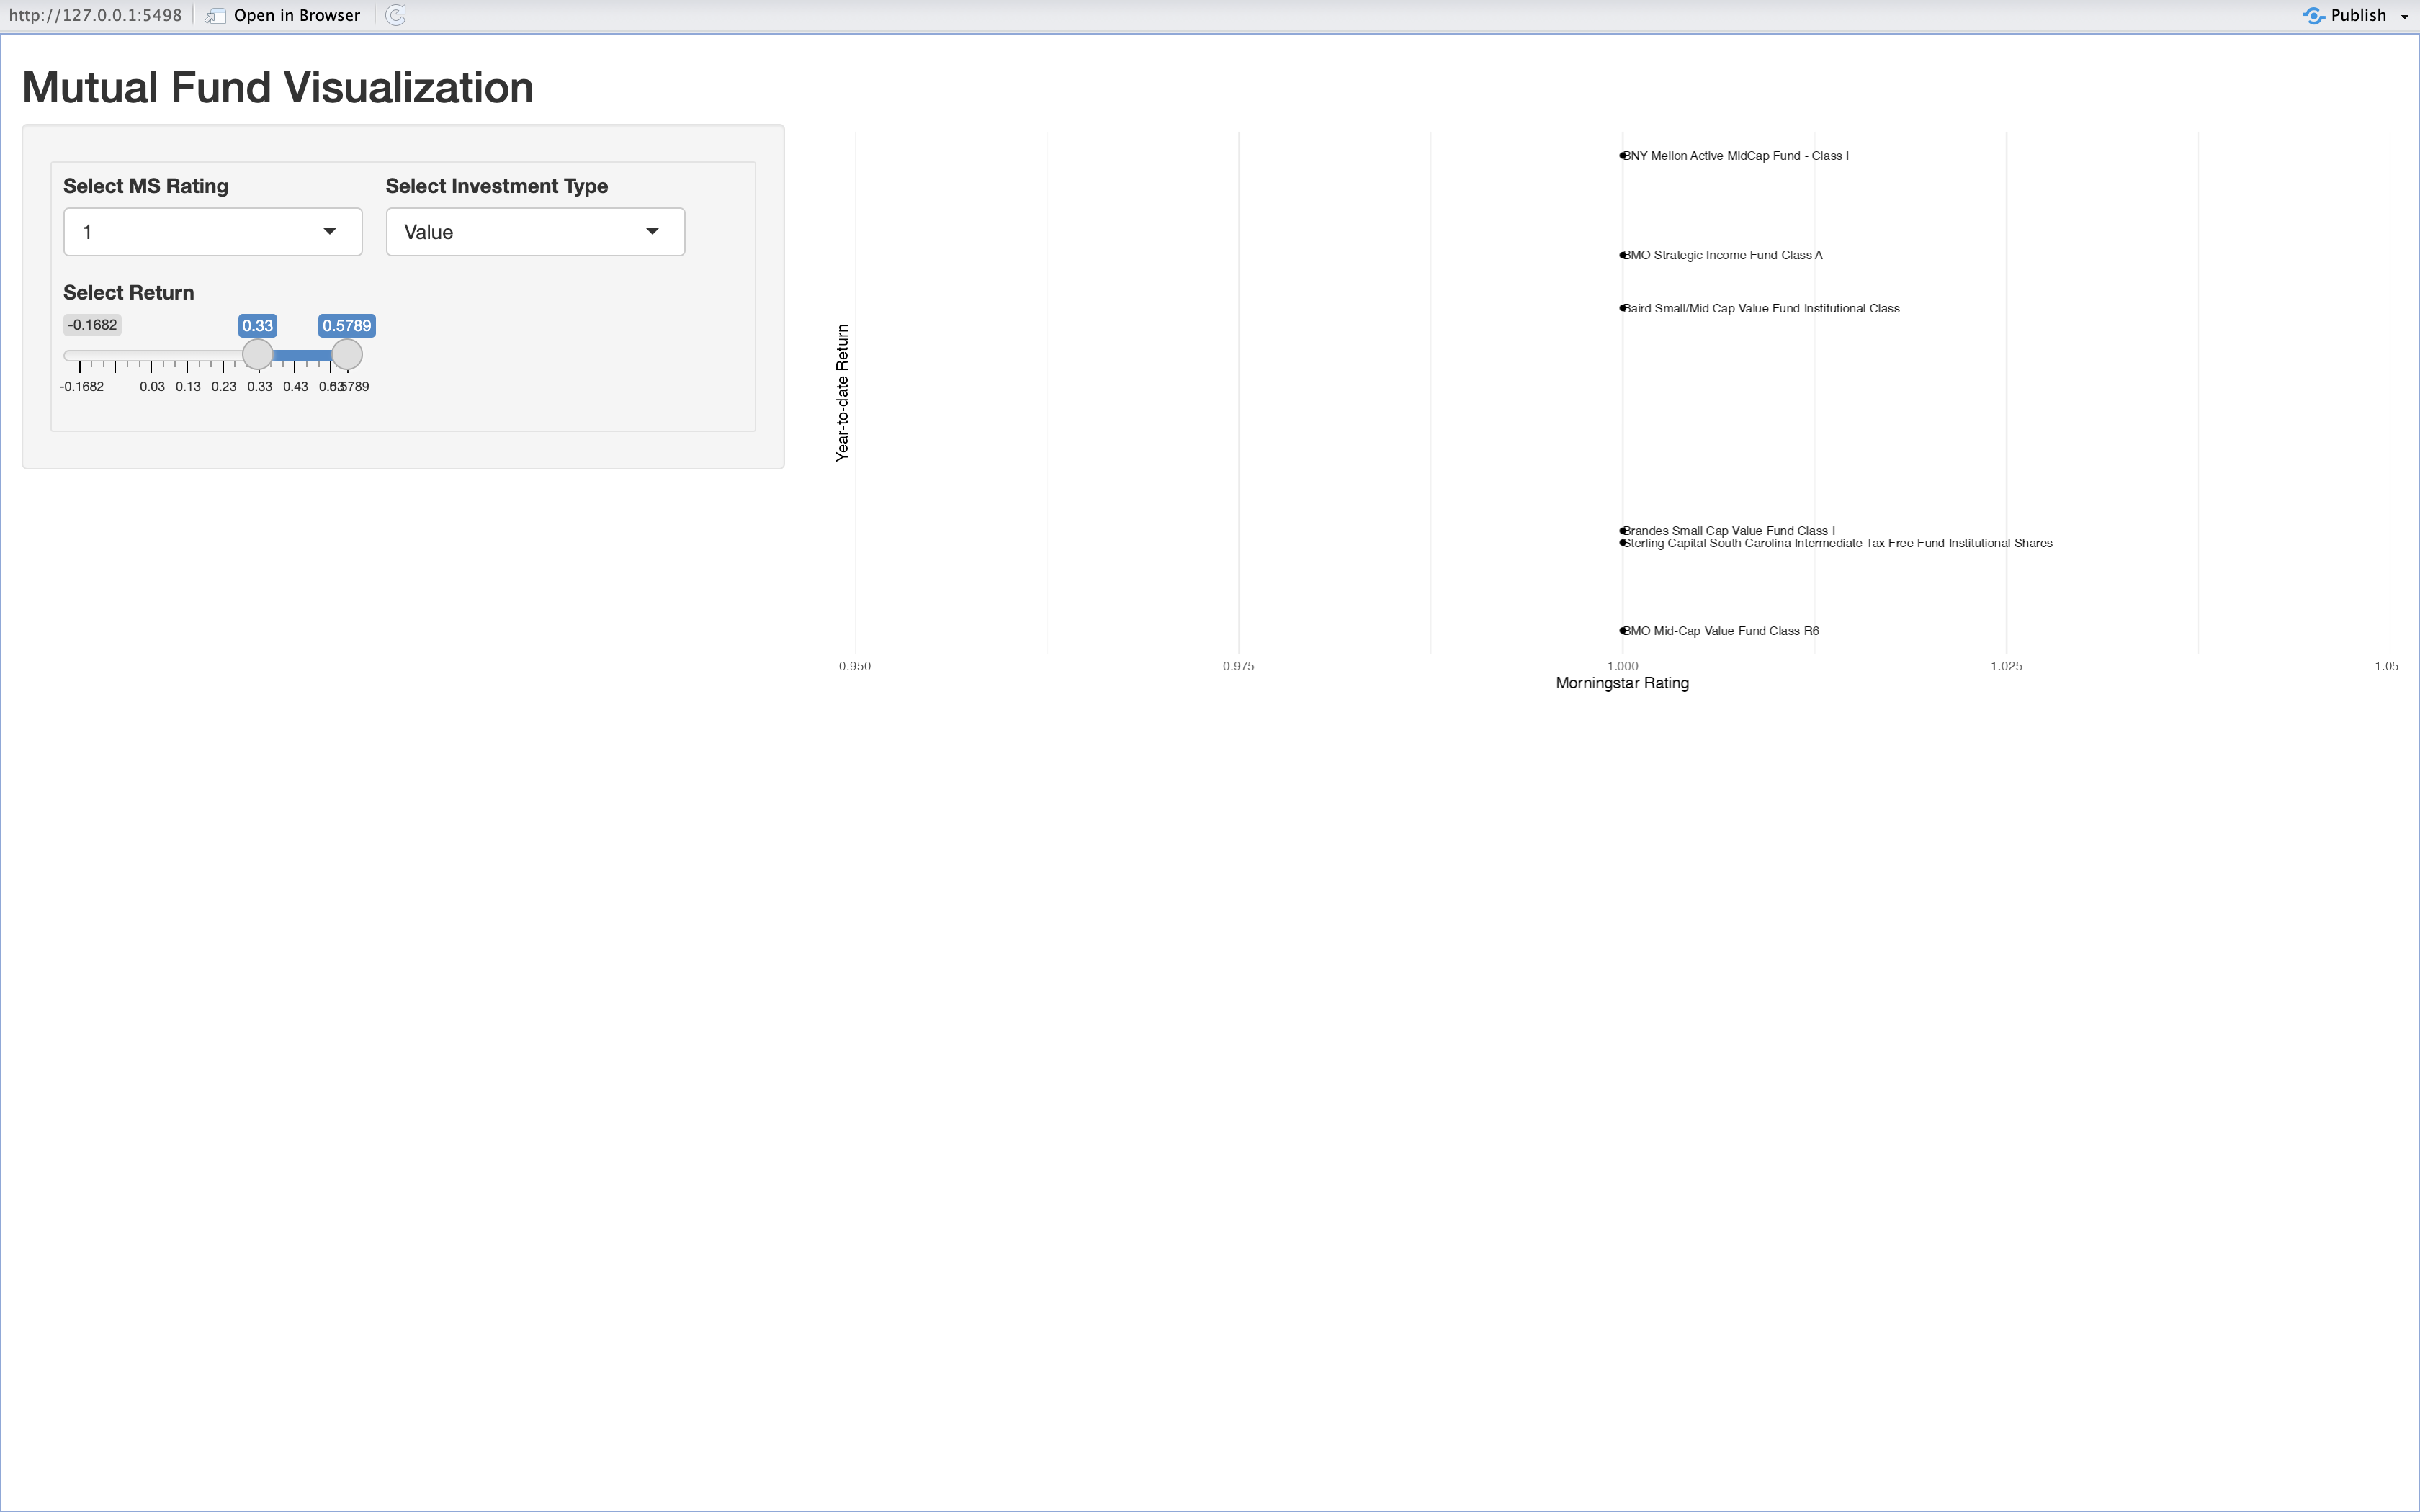 http://127.0.0.1:5498 Open in Browser Publish
Mutual Fund Visualization
Select MS Rating Select Investment Type
1 Value
Select Return
-0.1682 0.33 0.5789
-0.1682 0.03 0.13 0.23 0.33 0.43 0.53 0.5789
Year-to-date Return
BNY Mellon Active MidCap Fund - Class I
BMO Strategic Income Fund Class A
Baird Small/Mid Cap Value Fund Institutional Class
Brandes Small Cap Value Fund Class I
Sterling Capital South Carolina Intermediate Tax Free Fund Institutional Shares
BMO Mid-Cap Value Fund Class R6
0.950 0.975 1.000 1.025 1.05
Morningstar Rating